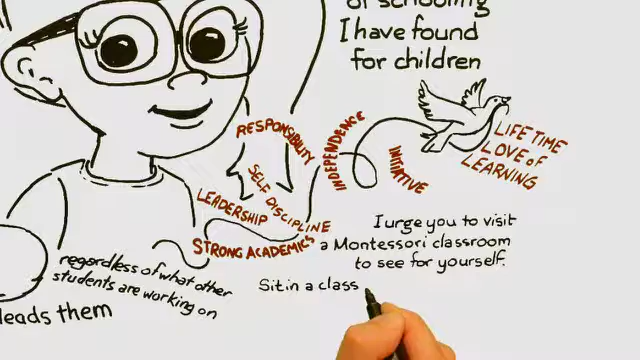 of schooling
I have found
for children
RESPONSIBILITY
INDEPENDENCE
INITIATIVE
LIFE TIME
LOVE of
LEARNING
SELF DISCIPLINE
LEADERSHIP
STRONG ACADEMICS
I urge you to visit
a Montessori classroom
to see for yourself.
Sit in a class
regardless of what other
students are working on
leads them